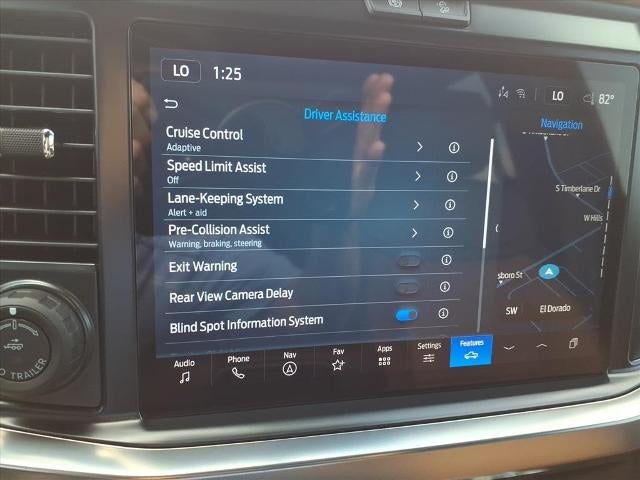 LO 1:25
LO 82°
Driver Assistance
Navigation
Cruise Control
Adaptive
Speed Limit Assist
Off
S Timberlane Dr
Lane-Keeping System
Alert + aid
W Hills
Pre-Collision Assist
Warning, braking, steering
Exit Warning
sboro St
Rear View Camera Delay
SW El Dorado
Blind Spot Information System
Audio Phone Nav Fav Apps Settings Features
O TRAILER